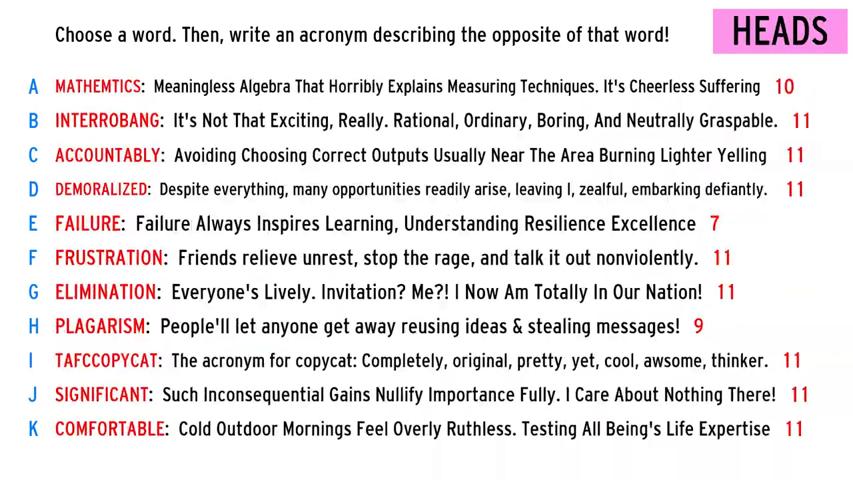 Choose a word. Then, write an acronym describing the opposite of that word!
HEADS
A MATHEMTICS: Meaningless Algebra That Horribly Explains Measuring Techniques. It's Cheerless Suffering 10
B INTERROBANG: It's Not That Exciting, Really. Rational, Ordinary, Boring, And Neutrally Graspable. 11
C ACCOUNTABLY: Avoiding Choosing Correct Outputs Usually Near The Area Burning Lighter Yelling 11
D DEMORALIZED: Despite everything, many opportunities readily arise, leaving I, zealful, embarking defiantly. 11
E FAILURE: Failure Always Inspires Learning, Understanding Resilience Excellence 7
F FRUSTRATION: Friends relieve unrest, stop the rage, and talk it out nonviolently. 11
G ELIMINATION: Everyone's Lively. Invitation? Me?! I Now Am Totally In Our Nation! 11
H PLAGARISM: People'll let anyone get away reusing ideas & stealing messages! 9
I TAFCCOPYCAT: The acronym for copycat: Completely, original, pretty, yet, cool, awsome, thinker. 11
J SIGNIFICANT: Such Inconsequential Gains Nullify Importance Fully. I Care About Nothing There! 11
K COMFORTABLE: Cold Outdoor Mornings Feel Overly Ruthless. Testing All Being's Life Expertise 11